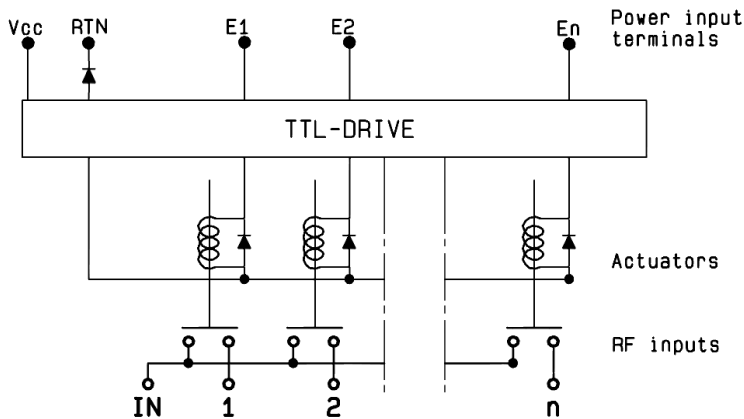 Vcc RTN E1 E2 En Power input
terminals
TTL-DRIVE
Actuators
RF inputs
IN 1 2 n